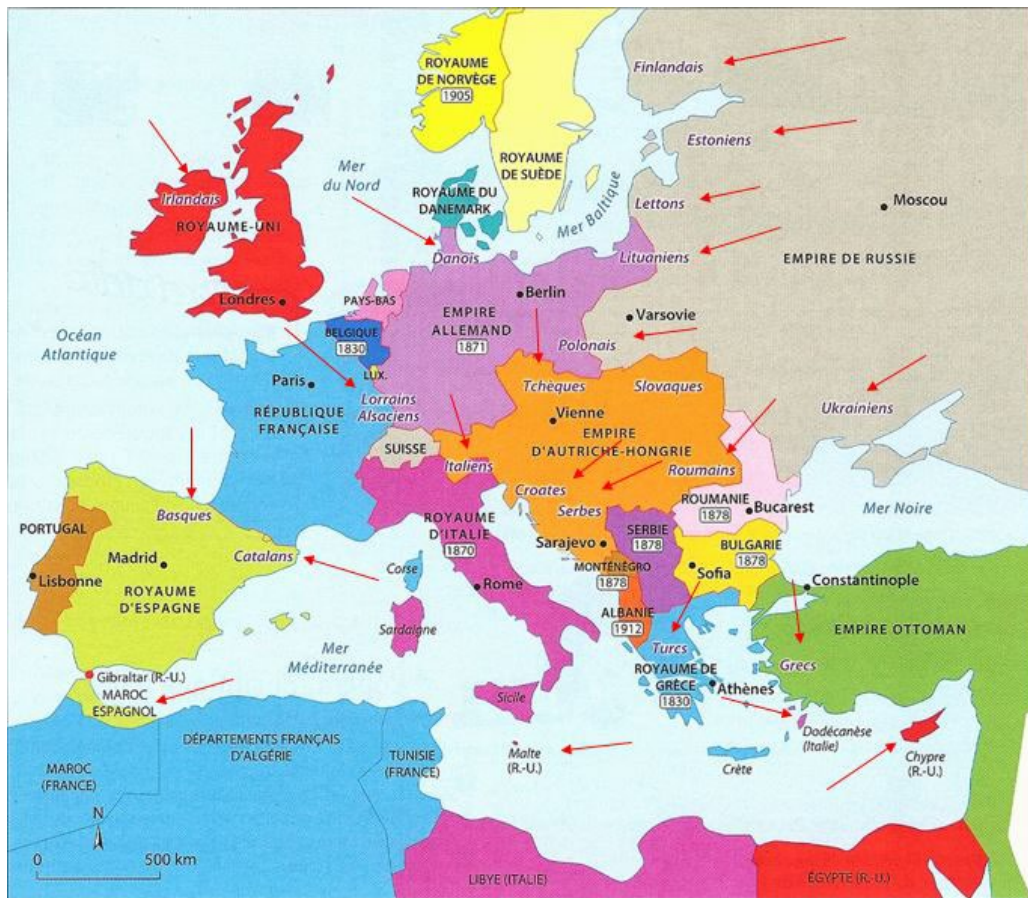 ROYAUME
DE NORVÈGE
1905
Finlandais
Estoniens
ROYAUME
DE SUÈDE
Mer
du Nord
ROYAUME DU
DANEMARK
Mer Baltique
Irlandais
ROYAUME-UNI
Lettons
Moscou
Danois
Lituaniens
EMPIRE DE RUSSIE
Londres
PAYS-BAS
Berlin
EMPIRE
ALLEMAND
1871
Varsovie
Océan
Atlantique
BELGIQUE
1830
Polonais
LUX.
Paris
Lorrains
Alsaciens
Tchèques
Slovaques
Ukrainiens
RÉPUBLIQUE
FRANÇAISE
Vienne
EMPIRE
D'AUTRICHE-HONGRIE
SUISSE
Italiens
Roumains
Croates
Serbes
ROUMANIE
1878
Bucarest
Mer Noire
PORTUGAL
Basques
ROYAUME
D'ITALIE
1870
Sarajevo
SERBIE
1878
BULGARIE
1878
Madrid
Catalans
Corse
MONTÉNÉGRO
1878
Sofia
Constantinople
Lisbonne
ROYAUME
D'ESPAGNE
Rome
ALBANIE
1912
EMPIRE OTTOMAN
Sardaigne
Mer
Méditerranée
Turcs
Grecs
Gibraltar (R.-U.)
MAROC
ESPAGNOL
Sicile
ROYAUME DE
GRÈCE
1830
Athènes
Dodécanèse
(Italie)
Malte
(R.-U.)
Crète
Chypre
(R.-U.)
MAROC
(FRANCE)
DÉPARTEMENTS FRANÇAIS
D'ALGÉRIE
TUNISIE
(FRANCE)
N
0
500 km
LIBYE (ITALIE)
ÉGYPTE (R.-U.)